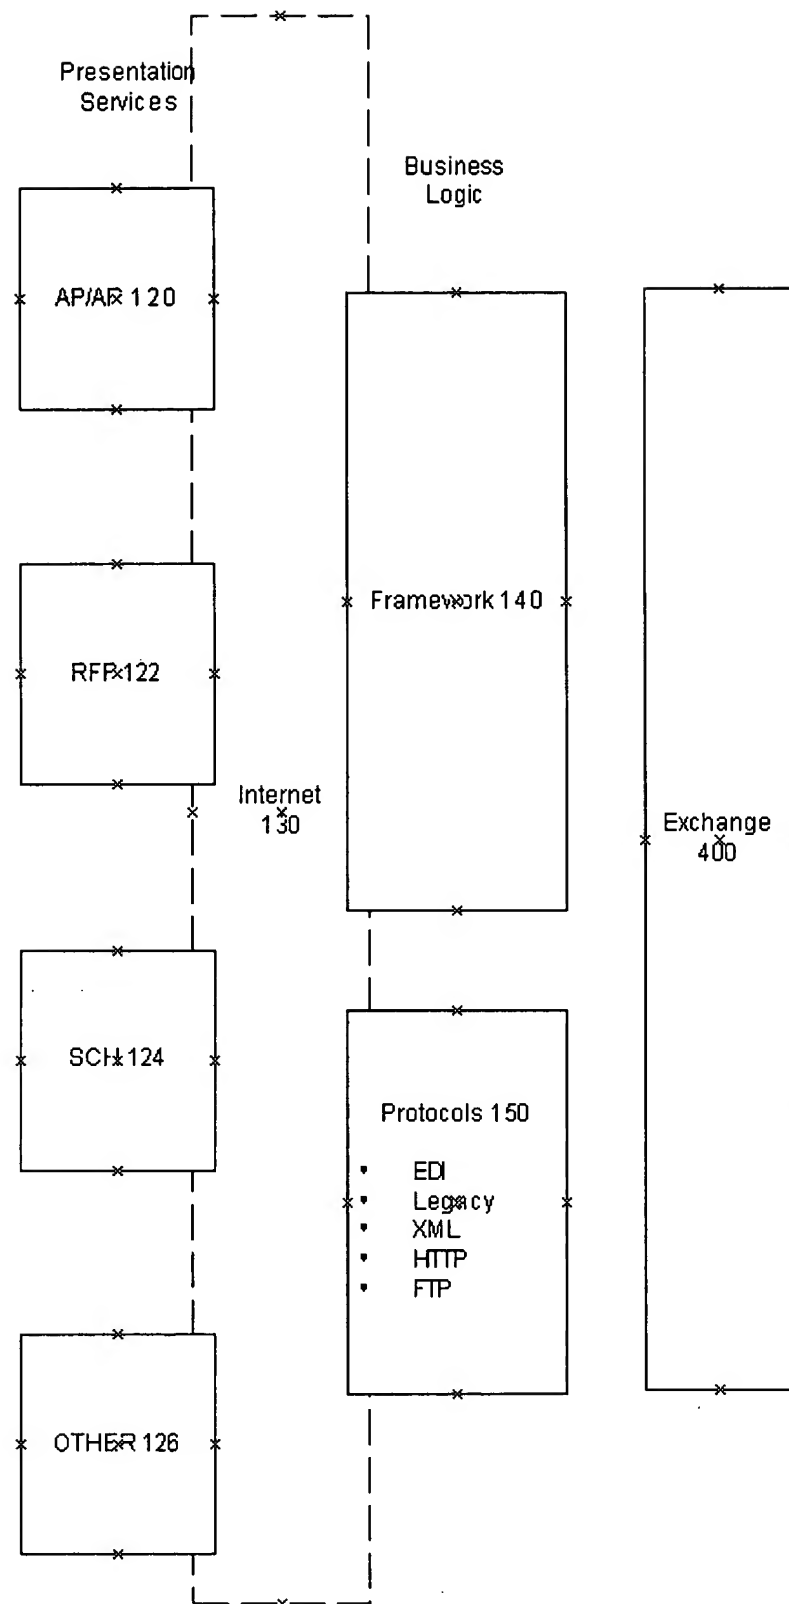 Presentation
Services
Business
Logic
AP/AR 120
Framework 140
RFP 122
Internet
130
Exchange
400
SCH 124
Protocols 150
EDI
Legacy
XML
HTTP
FTP
OTHER 126